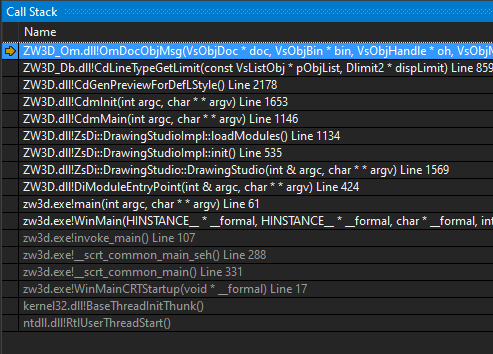 Call Stack
Name
ZW3D_Om.dll!OmDocObjMsg(VsObjDoc * doc, VsObjBin * bin, VsObjHandle * oh, VsObjM
ZW3D_Db.dll!CdLineTypeGetLimit(const VsListObj * pObjList, Dlimit2 * dispLimit) Line 859
ZW3D.dll!CdGenPreviewForDefLStyle() Line 2178
ZW3D.dll!CdmInit(int argc, char * * argv) Line 1653
ZW3D.dll!CdmMain(int argc, char * * argv) Line 1146
ZW3D.dll!ZsDi::DrawingStudioImpl::loadModules() Line 1134
ZW3D.dll!ZsDi::DrawingStudioImpl::init() Line 535
ZW3D.dll!ZsDi::DrawingStudio::DrawingStudio(int & argc, char * * argv) Line 1569
ZW3D.dll!DiModuleEntryPoint(int & argc, char * * argv) Line 424
zw3d.exe!main(int argc, char * * argv) Line 61
zw3d.exe!WinMain(HINSTANCE__ * __formal, HINSTANCE__ * __formal, char * __formal, int
zw3d.exe!invoke_main() Line 107
zw3d.exe!__scrt_common_main_seh() Line 288
zw3d.exe!__scrt_common_main() Line 331
zw3d.exe!WinMainCRTStartup(void * __formal) Line 17
kernel32.dll!BaseThreadInitThunk()
ntdll.dll!RtlUserThreadStart()